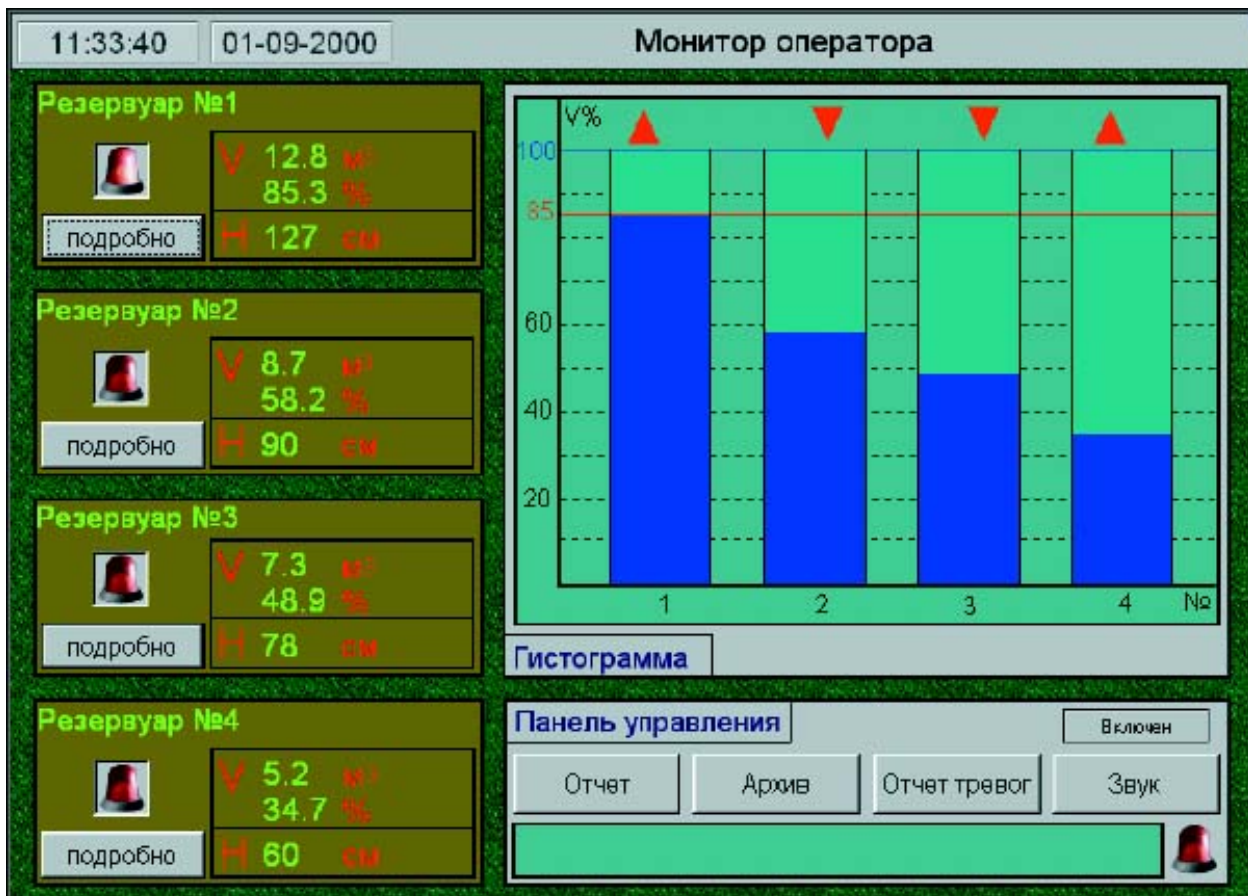 11:33:40 01-09-2000 Монитор оператора
Резервуар №1
V 12.8 м³
85.3 %
подробно
H 127 см
Резервуар №2
V 8.7 м³
58.2 %
подробно
H 90 см
Резервуар №3
V 7.3 м³
48.9 %
подробно
H 78 см
Резервуар №4
V 5.2 м³
34.7 %
подробно
H 60 см
V%
100
85
60
40
20
1 2 3 4 №
Гистограмма
Панель управления
Включен
Отчет Архив Отчет тревог Звук